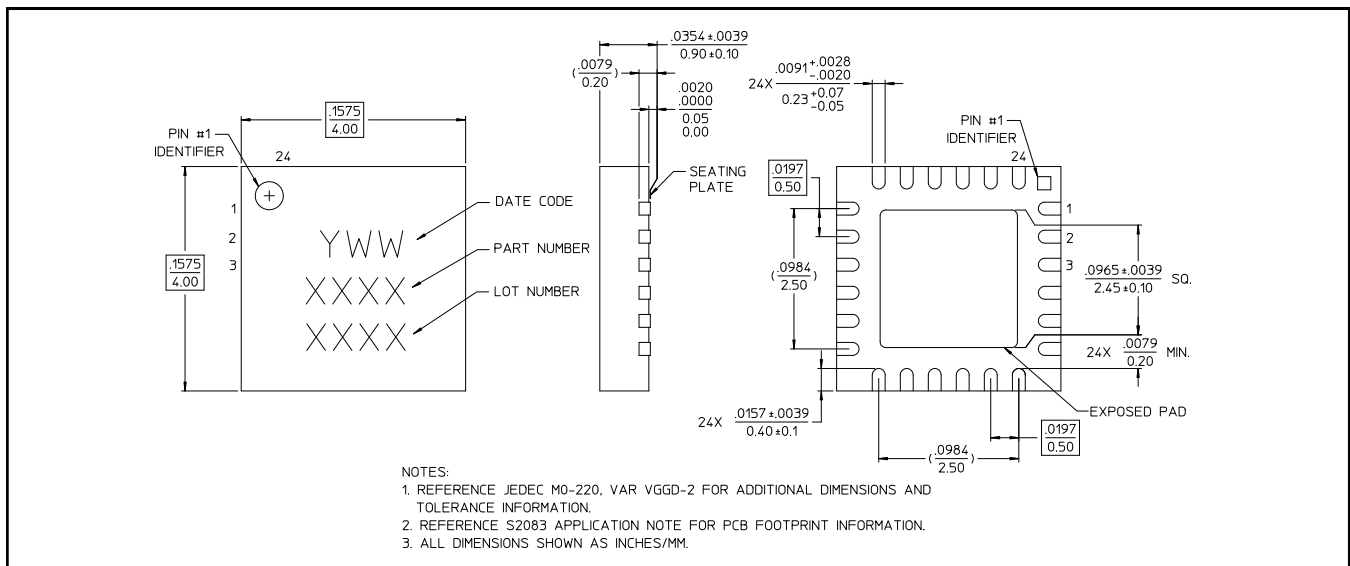 .0354±.0039
0.90±0.10
(.0079
0.20)
.0020
.0000
0.05
0.00
.1575
4.00
PIN #1
IDENTIFIER
24
1
2
3
.1575
4.00
YWW
XXXX
XXXX
DATE CODE
PART NUMBER
LOT NUMBER
SEATING
PLATE
24X .0091 +.0028
-.0020
0.23 +0.07
-0.05
PIN #1
IDENTIFIER
24
.0197
0.50
1
2
3
(.0984
2.50)
.0965±.0039
2.45±0.10 SQ.
24X .0079 MIN.
0.20
24X .0157±.0039
0.40±0.1
EXPOSED PAD
.0197
0.50
(.0984
2.50)
NOTES:
1. REFERENCE JEDEC MO-220, VAR VGGD-2 FOR ADDITIONAL DIMENSIONS AND
TOLERANCE INFORMATION.
2. REFERENCE S2083 APPLICATION NOTE FOR PCB FOOTPRINT INFORMATION.
3. ALL DIMENSIONS SHOWN AS INCHES/MM.